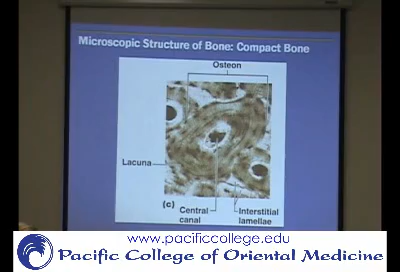 Microscopic Structure of Bone: Compact Bone
Osteon
Lacuna
(c)
Central
canal
Interstitial
lamellae
www.pacificcollege.edu
Pacific College of Oriental Medicine